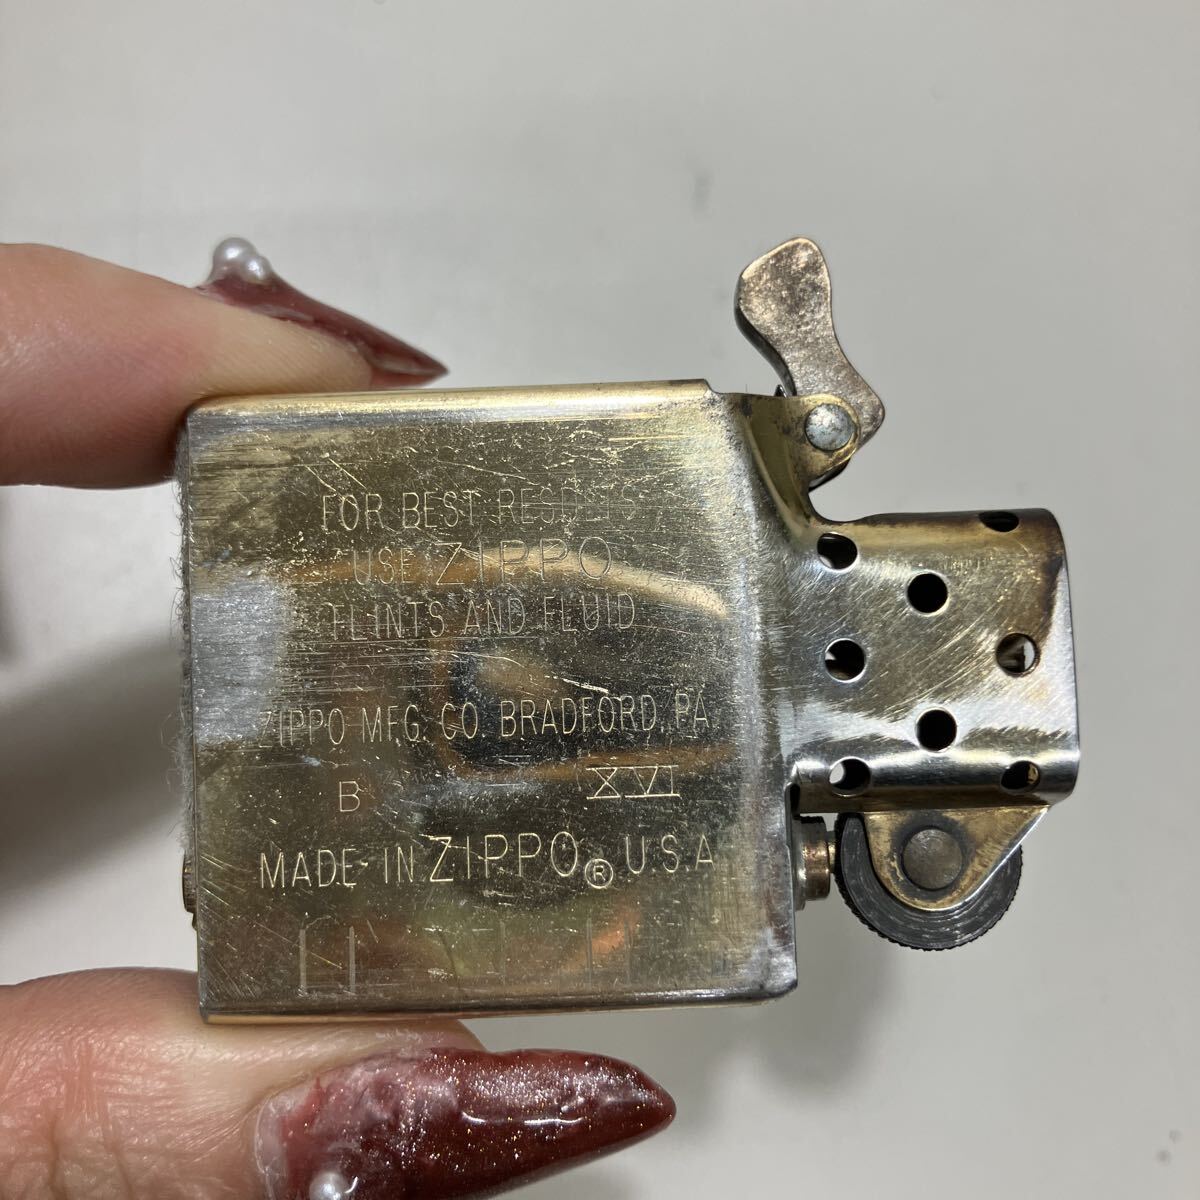 FOR BEST RESULTS
USE ZIPPO
FLINTS AND FLUID
ZIPPO MFG. CO. BRADFORD, PA.
B XVI
MADE IN ZIPPO® U.S.A